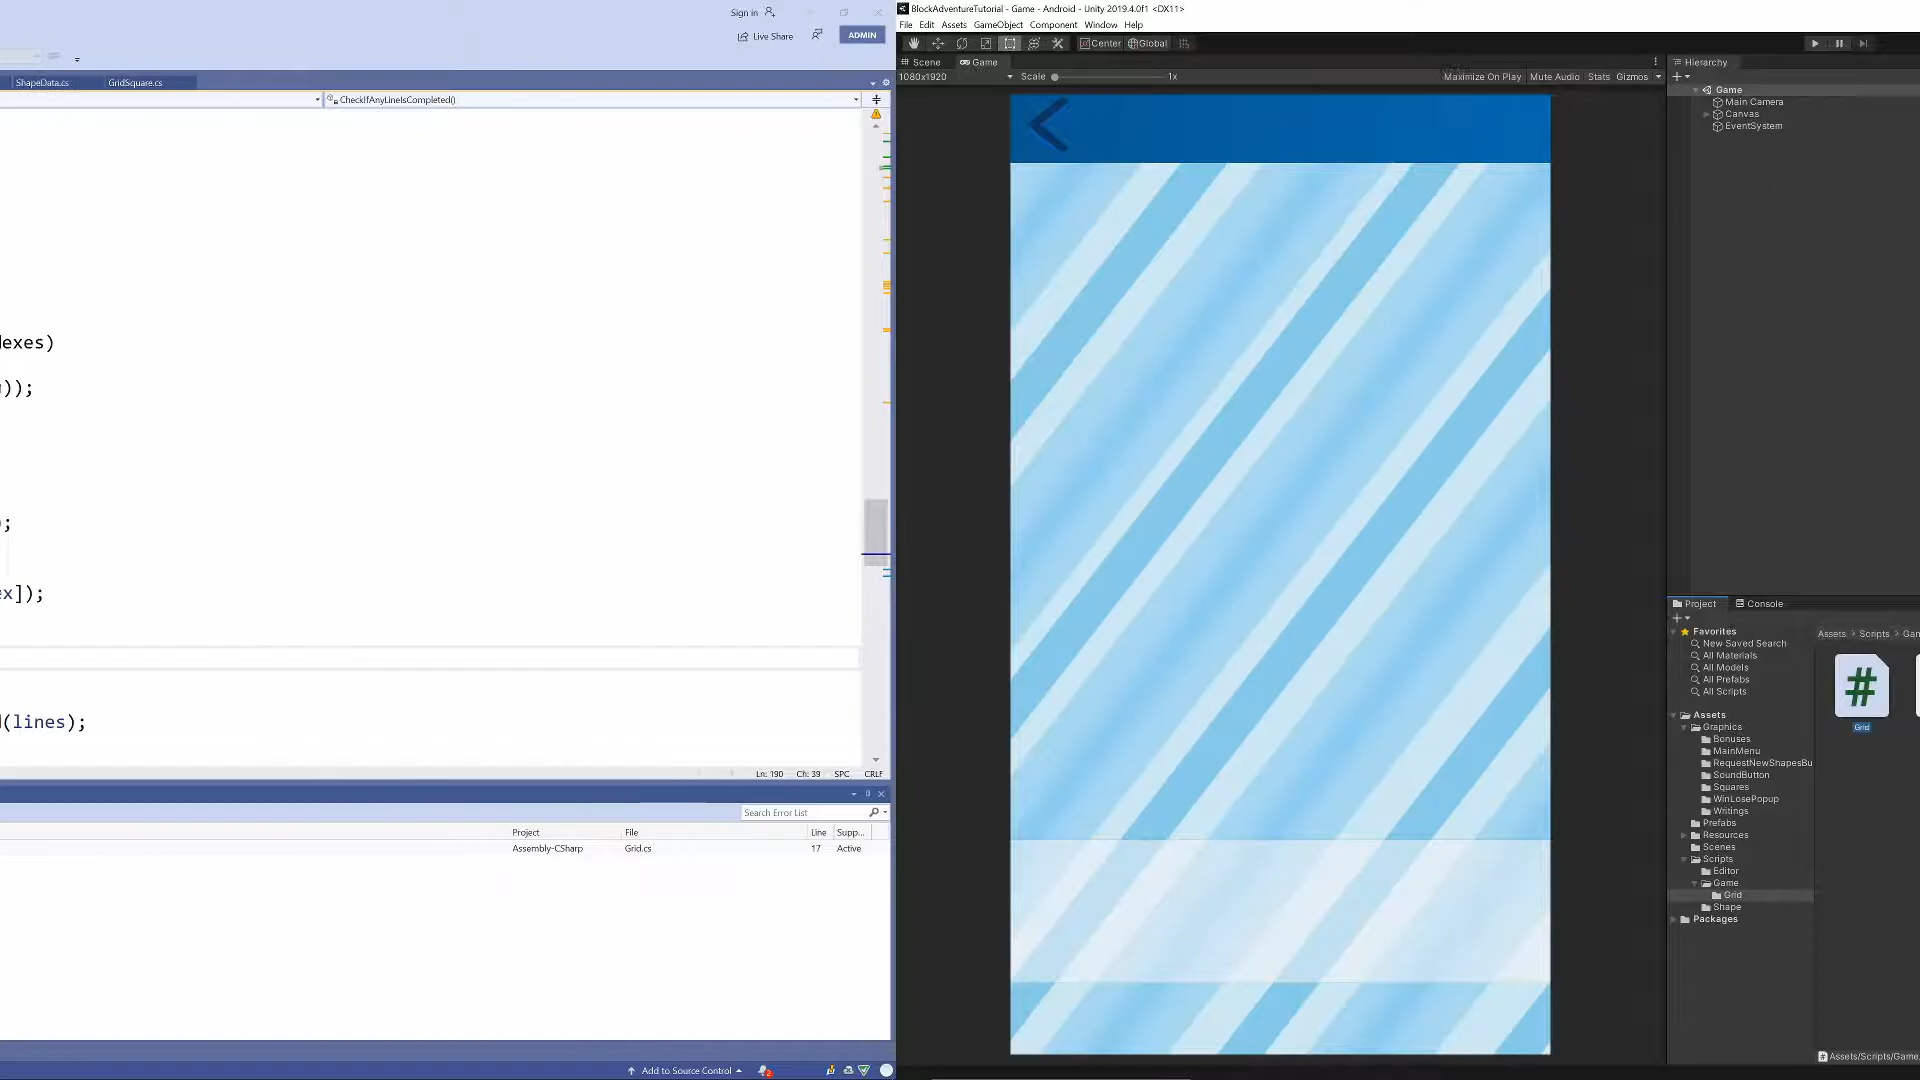 Sign in
Live Share
ADMIN
ShapeData.cs
GridSquare.cs
CheckIfAnyLineIsCompleted()
exes)
));
;
x]);
(lines);
Ln: 190 Ch: 39 SPC CRLF
Search Error List
Project File Line Supp...
Assembly-CSharp Grid.cs 17 Active
Add to Source Control
2
BlockAdventureTutorial - Game - Android - Unity 2019.4.0f1 <DX11>
File Edit Assets GameObject Component Window Help
Center Global
Scene Game
1080x1920 Scale 1x Maximize On Play Mute Audio Stats Gizmos
Hierarchy
Game
Main Camera
Canvas
EventSystem
Project Console
Favorites
New Saved Search
All Materials
All Models
All Prefabs
All Scripts
Assets
Graphics
Bonuses
MainMenu
RequestNewShapesBu
SoundButton
Squares
WinLosePopup
Writings
Prefabs
Resources
Scenes
Scripts
Editor
Game
Grid
Shape
Packages
Assets > Scripts > Gan
#
Grid
Assets/Scripts/Game